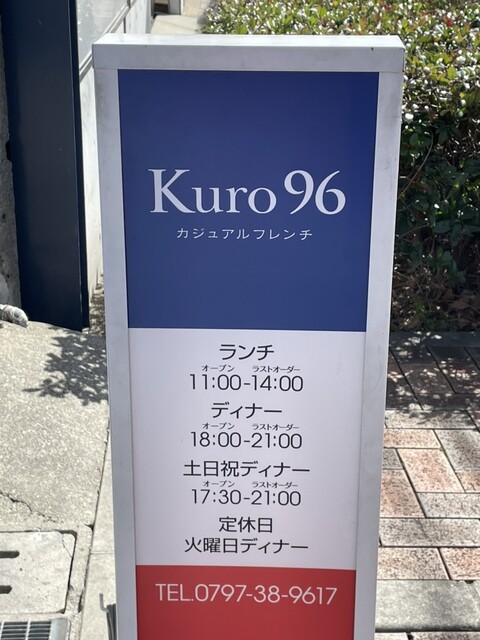 Kuro 96
カジュアルフレンチ
ランチ
オープン ラストオーダー
11:00-14:00
ディナー
オープン ラストオーダー
18:00-21:00
土日祝ディナー
オープン ラストオーダー
17:30-21:00
定休日
火曜日ディナー
TEL.0797-38-9617